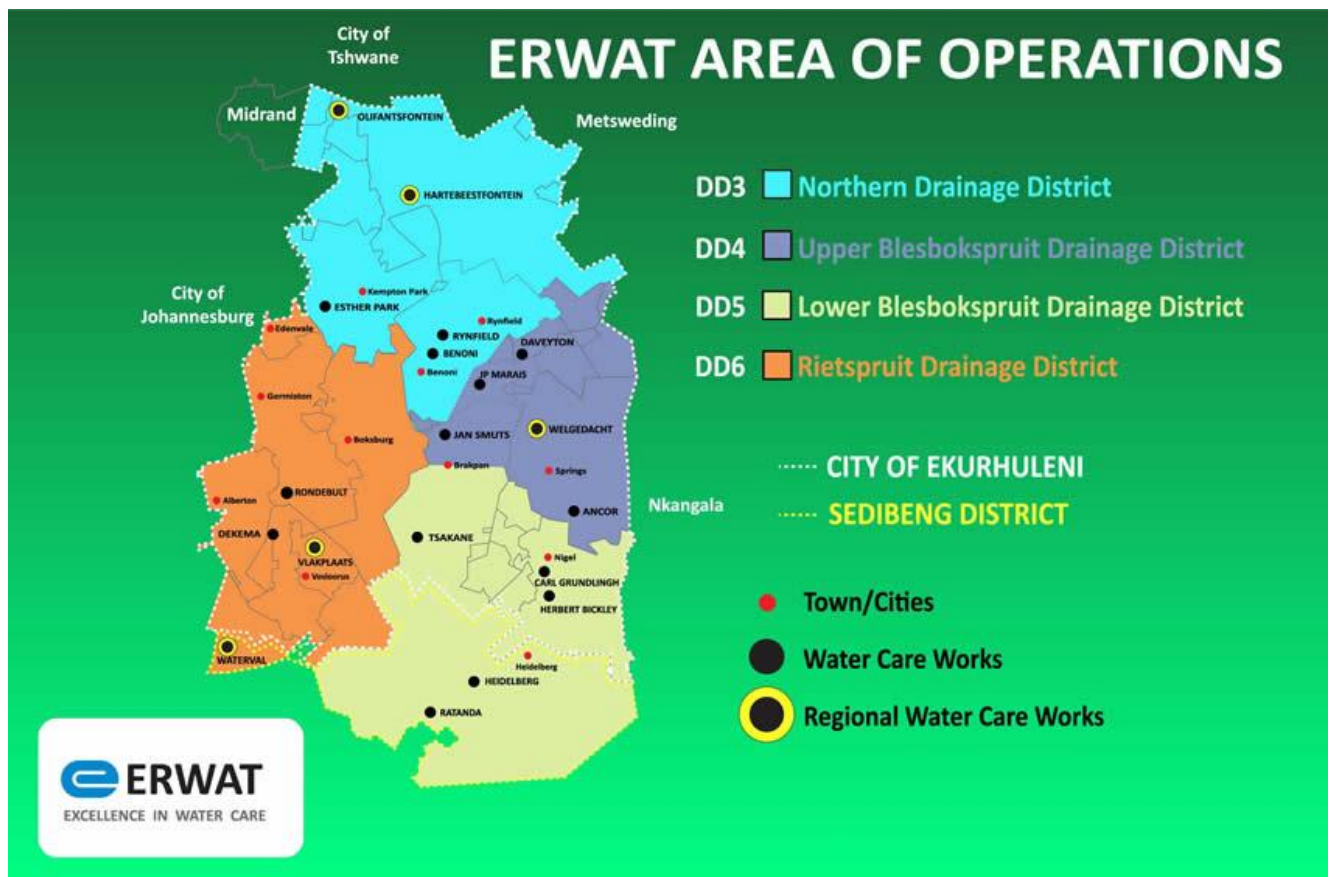 City of
Tshwane
ERWAT AREA OF OPERATIONS
Midrand
OLIFANTSFONTEIN
Metsweding
HARTEBEESTFONTEIN
DD3 Northern Drainage District
DD4 Upper Blesbokspruit Drainage District
City of
Johannesburg
Kempton Park
ESTHER PARK
DD5 Lower Blesbokspruit Drainage District
Edenvale
Rynfield
RYNFIELD
DAVEYTON
BENONI
Benoni
JP MARAIS
DD6 Rietspruit Drainage District
Germiston
Boksburg
JAN SMUTS
WELGEDACHT
Brakpan
Springs
CITY OF EKURHULENI
Alberton
RONDEBULT
ANCOR
Nkangala
SEDIBENG DISTRICT
DEKEMA
TSAKANE
VLAKPLAATS
Vosloorus
Nigel
CARL GRUNDLINGH
HERBERT BICKLEY
Town/Cities
WATERVAL
Heidelberg
HEIDELBERG
Water Care Works
RATANDA
Regional Water Care Works
ERWAT
EXCELLENCE IN WATER CARE